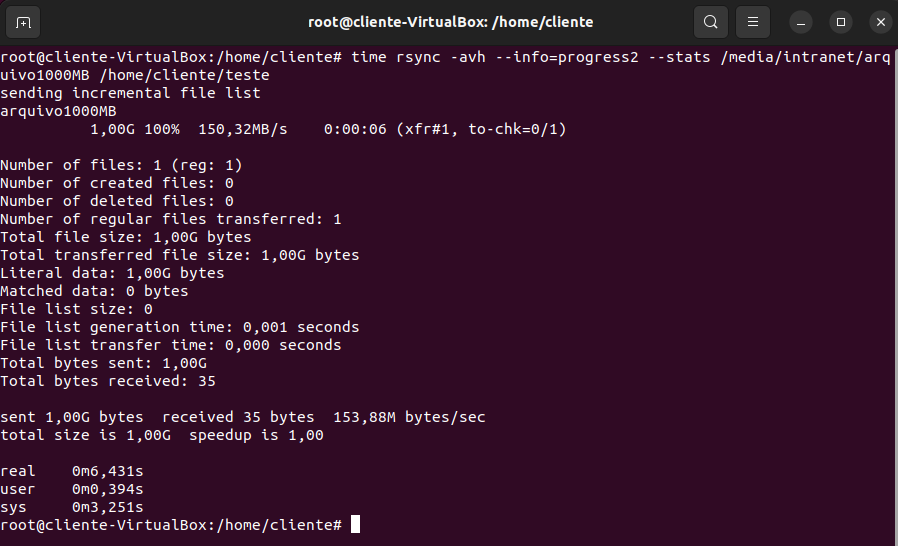 root@cliente-VirtualBox: /home/cliente
root@cliente-VirtualBox:/home/cliente# time rsync -avh --info=progress2 --stats /media/intranet/arq
uivo1000MB /home/cliente/teste
sending incremental file list
arquivo1000MB
1,00G 100% 150,32MB/s 0:00:06 (xfr#1, to-chk=0/1)
Number of files: 1 (reg: 1)
Number of created files: 0
Number of deleted files: 0
Number of regular files transferred: 1
Total file size: 1,00G bytes
Total transferred file size: 1,00G bytes
Literal data: 1,00G bytes
Matched data: 0 bytes
File list size: 0
File list generation time: 0,001 seconds
File list transfer time: 0,000 seconds
Total bytes sent: 1,00G
Total bytes received: 35
sent 1,00G bytes received 35 bytes 153,88M bytes/sec
total size is 1,00G speedup is 1,00
real 0m6,431s
user 0m0,394s
sys 0m3,251s
root@cliente-VirtualBox:/home/cliente#